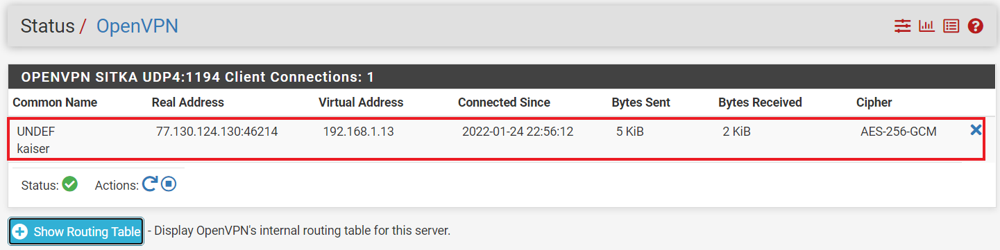 Status / OpenVPN
OPENVPN SITKA UDP4:1194 Client Connections: 1
Common Name Real Address Virtual Address Connected Since Bytes Sent Bytes Received Cipher
UNDEF 77.130.124.130:46214 192.168.1.13 2022-01-24 22:56:12 5 KiB 2 KiB AES-256-GCM
kaiser
Status: Actions:
Show Routing Table - Display OpenVPN's internal routing table for this server.